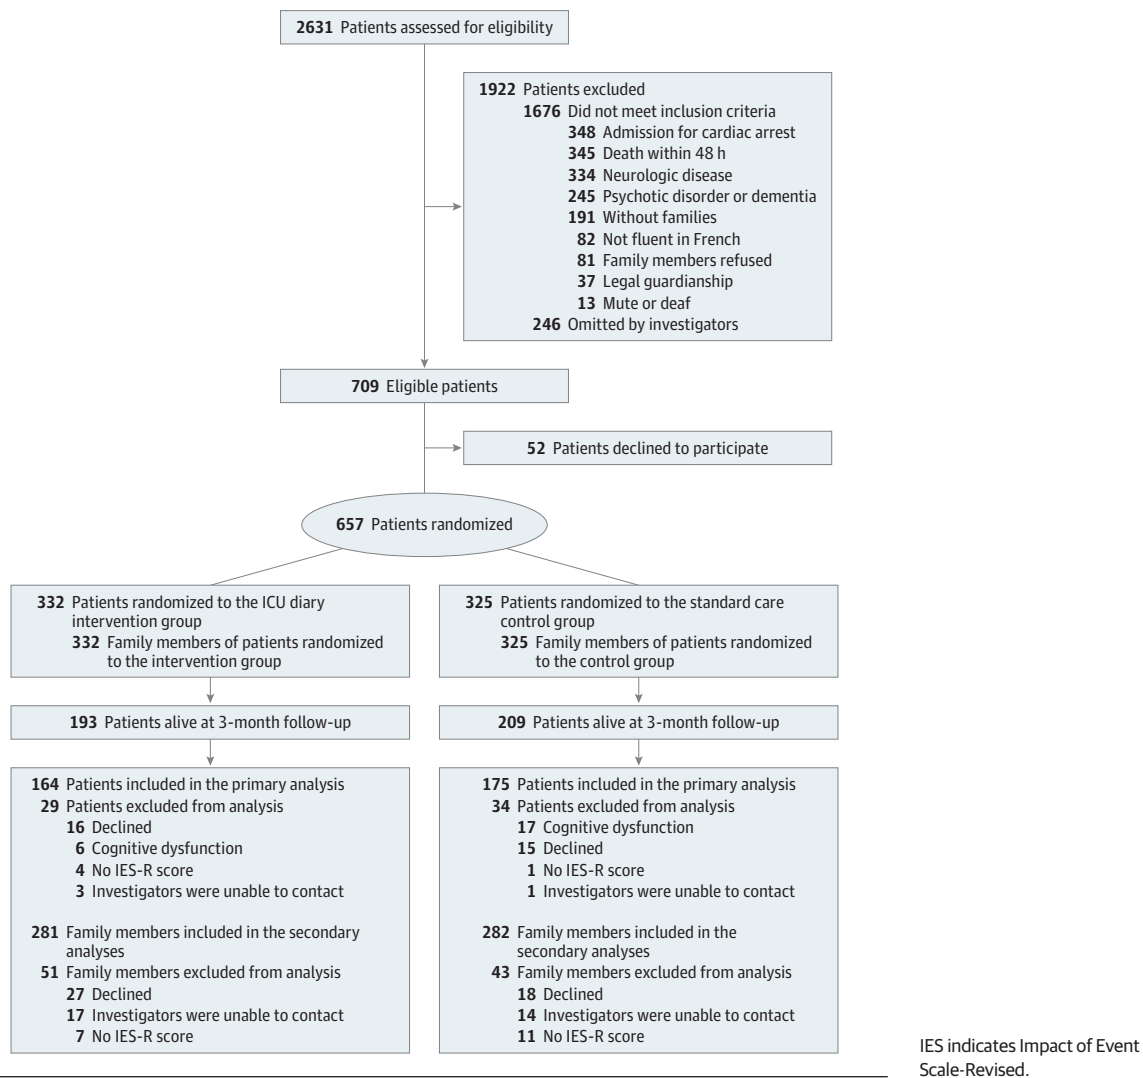 2631 Patients assessed for eligibility
1922 Patients excluded
1676 Did not meet inclusion criteria
348 Admission for cardiac arrest
345 Death within 48 h
334 Neurologic disease
245 Psychotic disorder or dementia
191 Without families
82 Not fluent in French
81 Family members refused
37 Legal guardianship
13 Mute or deaf
246 Omitted by investigators
709 Eligible patients
52 Patients declined to participate
657 Patients randomized
332 Patients randomized to the ICU diary
intervention group
332 Family members of patients randomized
to the intervention group
325 Patients randomized to the standard care
control group
325 Family members of patients randomized
to the control group
193 Patients alive at 3-month follow-up
209 Patients alive at 3-month follow-up
164 Patients included in the primary analysis
29 Patients excluded from analysis
16 Declined
6 Cognitive dysfunction
4 No IES-R score
3 Investigators were unable to contact
281 Family members included in the secondary
analyses
51 Family members excluded from analysis
27 Declined
17 Investigators were unable to contact
7 No IES-R score
175 Patients included in the primary analysis
34 Patients excluded from analysis
17 Cognitive dysfunction
15 Declined
1 No IES-R score
1 Investigators were unable to contact
282 Family members included in the
secondary analyses
43 Family members excluded from analysis
18 Declined
14 Investigators were unable to contact
11 No IES-R score
IES indicates Impact of Event
Scale-Revised.